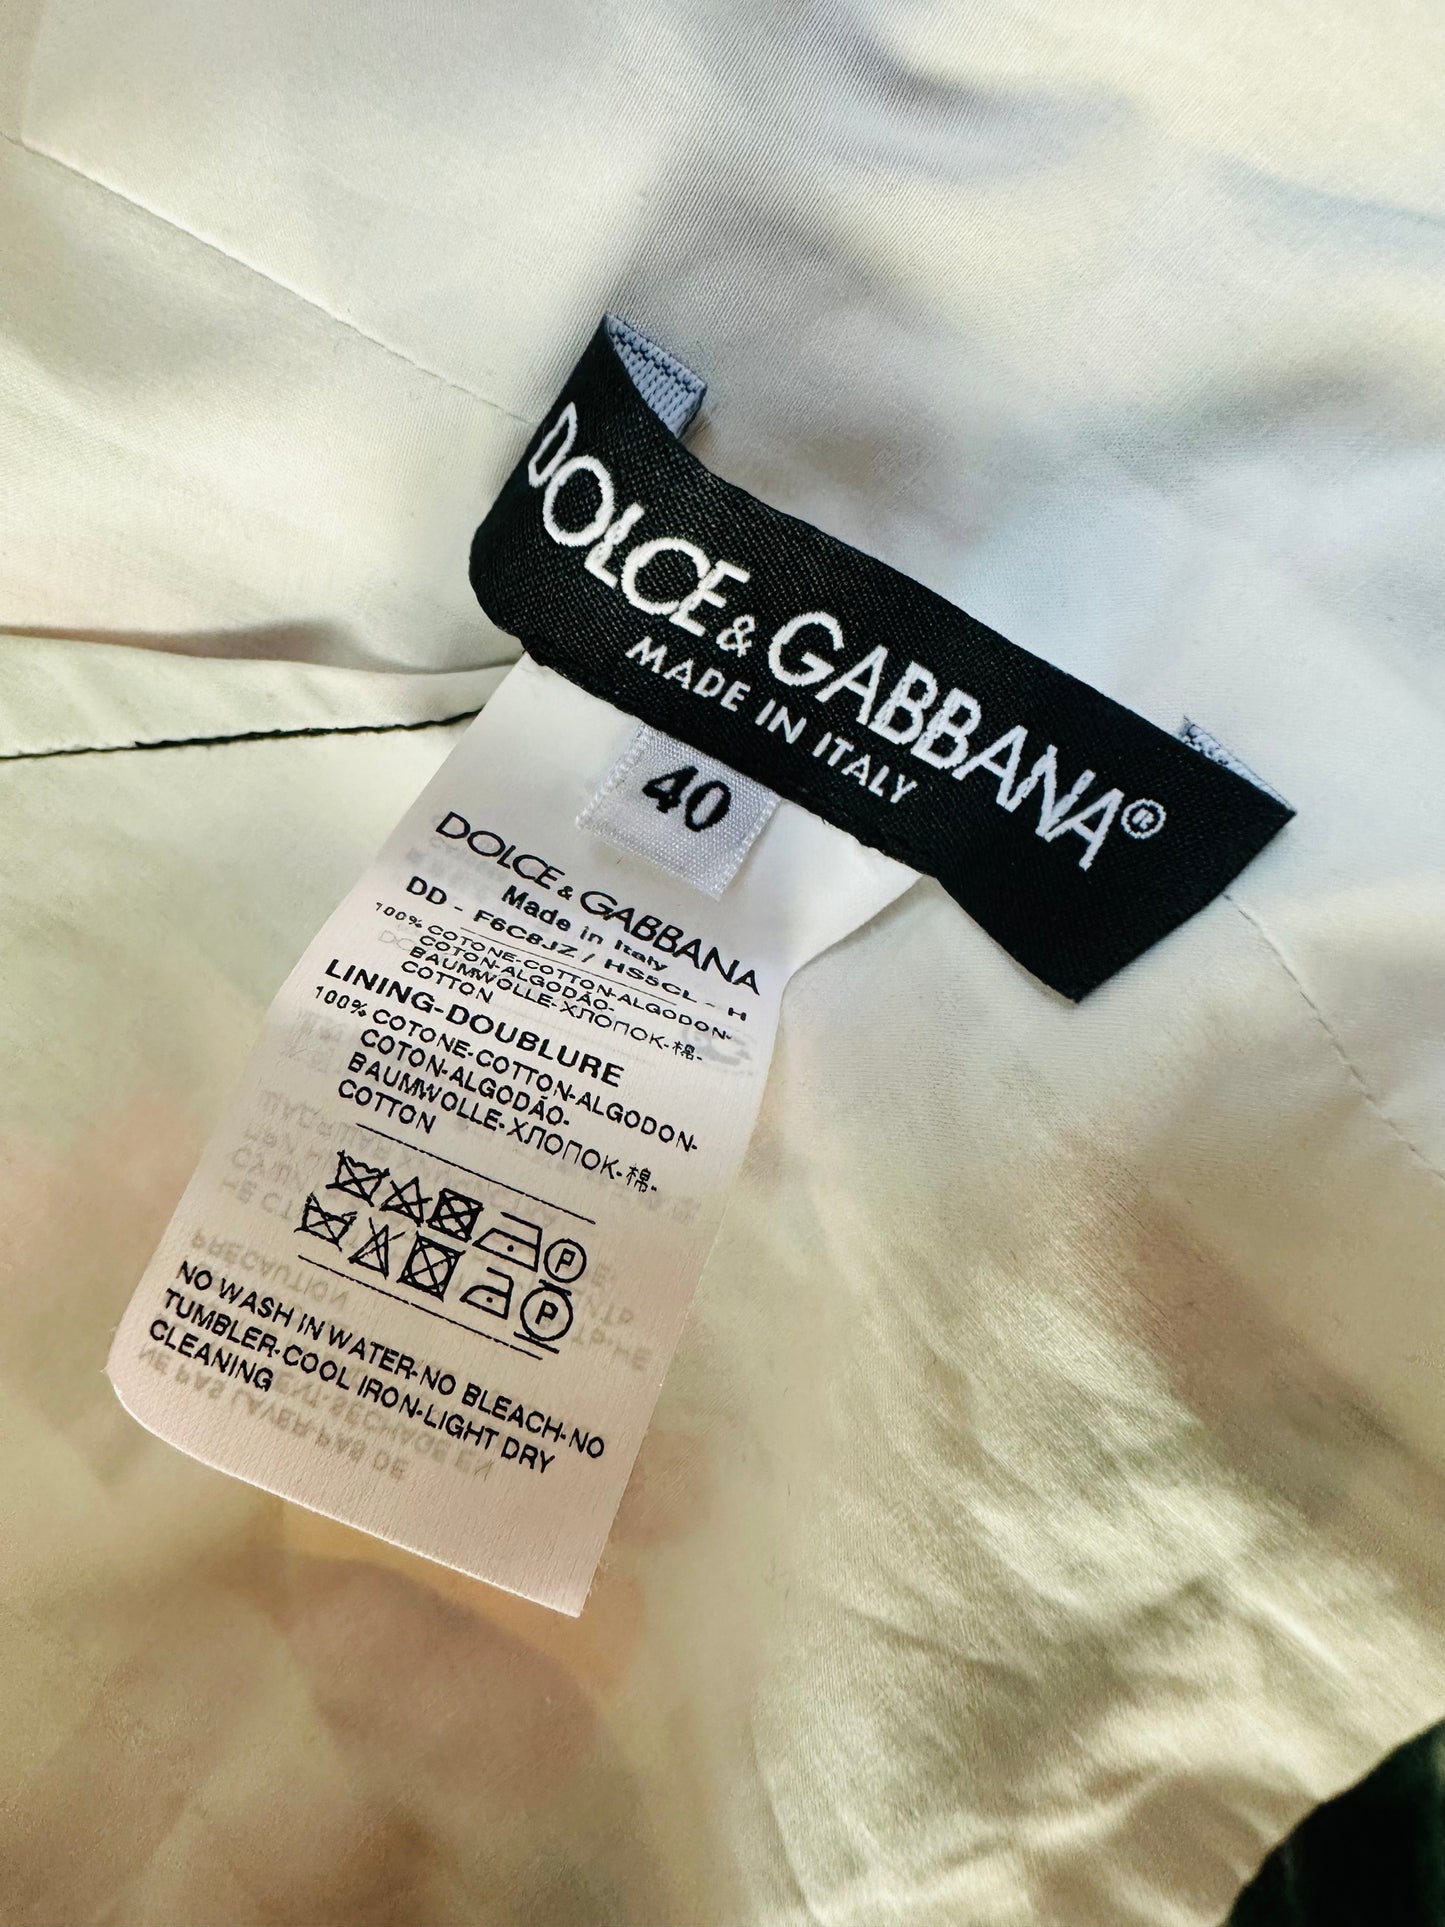 DOLCE & GABBANA®
MADE IN ITALY
40
DOLCE & GABBANA
Made in Italy
DD - F6C8JZ / HS5CL - H
100% COTONE-COTTON-ALGODON-
COTON-ALGODÃO-
BAUMWOLLE-ХЛОПОК-棉-
COTTON
LINING-DOUBLURE
100% COTONE-COTTON-ALGODON-
COTON-ALGODÃO-
BAUMWOLLE-ХЛОПОК-棉-
COTTON
P
P
NO WASH IN WATER-NO BLEACH-NO
TUMBLER-COOL IRON-LIGHT DRY
CLEANING